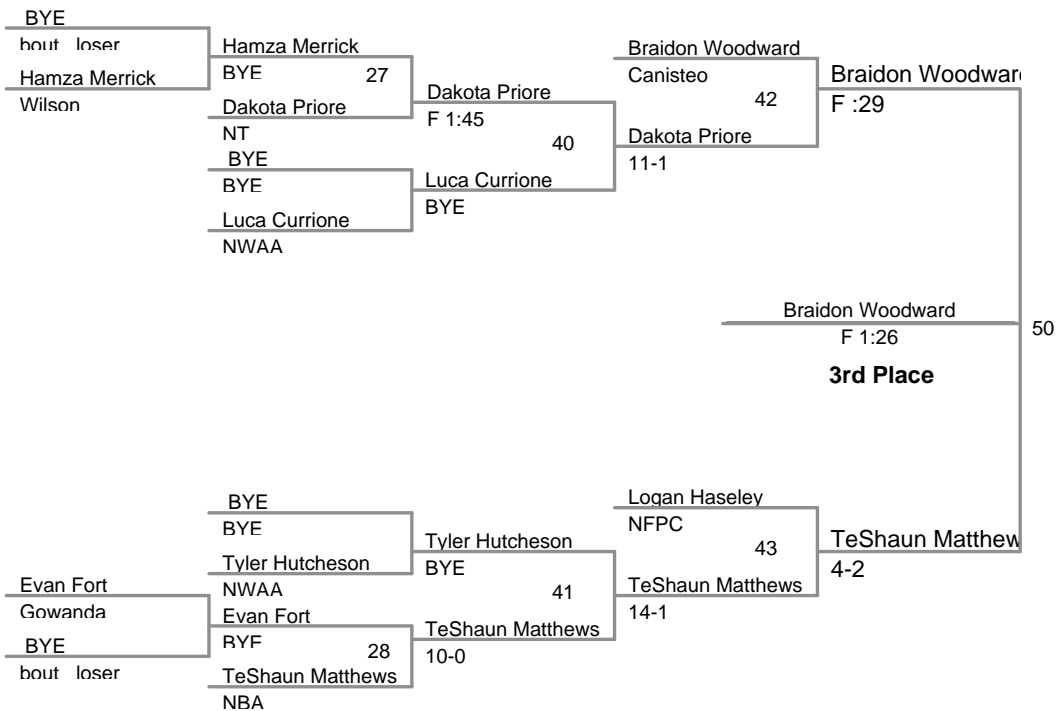 BYE
bout loser
Hamza Merrick
Wilson
Hamza Merrick
BYE
27
Dakota Priore
NT
BYE
BYE
Luca Currione
NWAA
Dakota Priore
F 1:45
40
Luca Currione
BYE
Braidon Woodward
Canisteo
42
Dakota Priore
11-1
Braidon Woodward
F :29
Braidon Woodward
F 1:26
3rd Place
50
BYE
BYE
Tyler Hutcheson
NWAA
Evan Fort
Gowanda
BYE
bout loser
Evan Fort
BYE
28
TeShaun Matthews
NBA
Tyler Hutcheson
BYE
41
TeShaun Matthews
10-0
Logan Haseley
NFPC
43
TeShaun Matthews
14-1
TeShaun Matthew
4-2